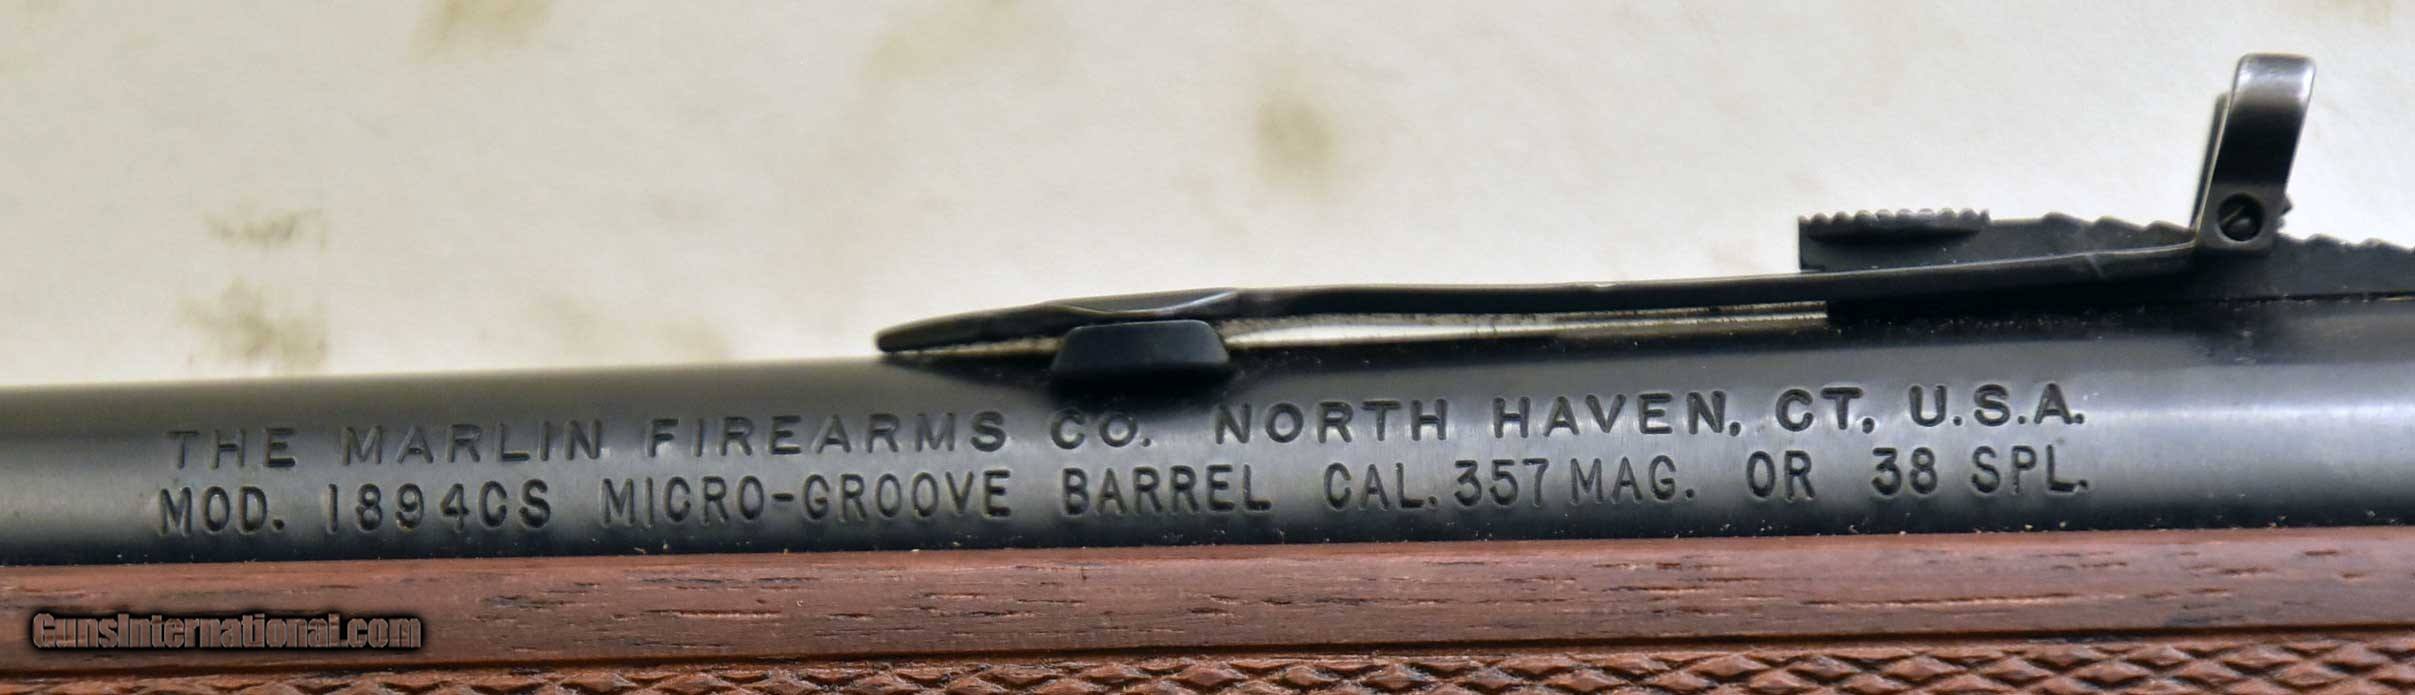 THE MARLIN FIREARMS CO. NORTH HAVEN, CT, U.S.A.
MOD. 1894CS MICRO-GROOVE BARREL CAL. 357 MAG. OR 38 SPL.
GunsInternational.com